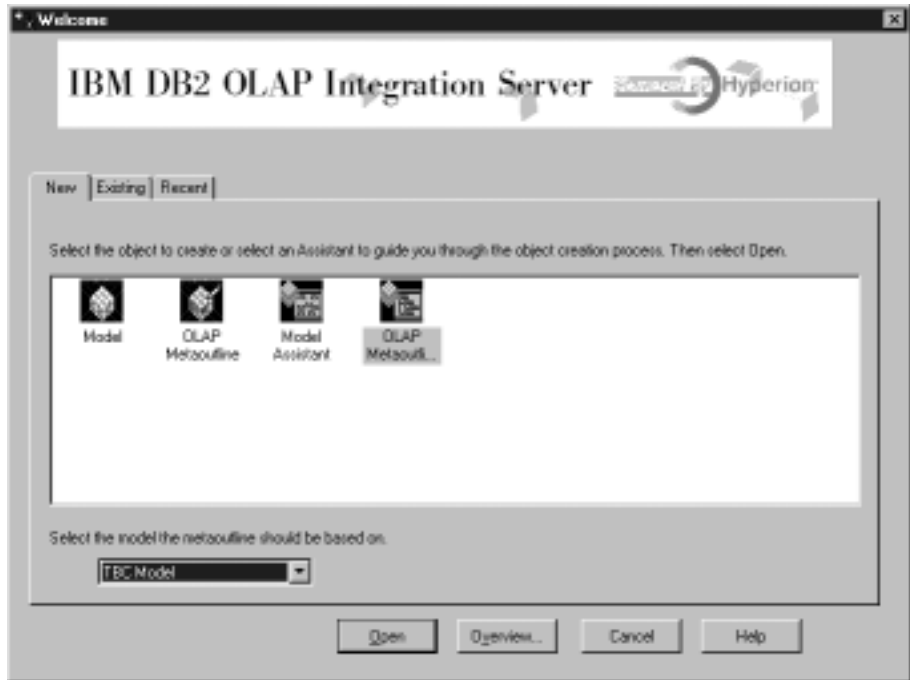 Welcome
IBM DB2 OLAP Integration Server
Hyperion
New Existing Recent
Select the object to create or select an Assistant to guide you through the object creation process. Then select Open.
Model
OLAP
Metaoutline
Model
Assistant
OLAP
Metaoutli...
Select the model the metaoutline should be based on.
TBC Model
Open Overview... Cancel Help